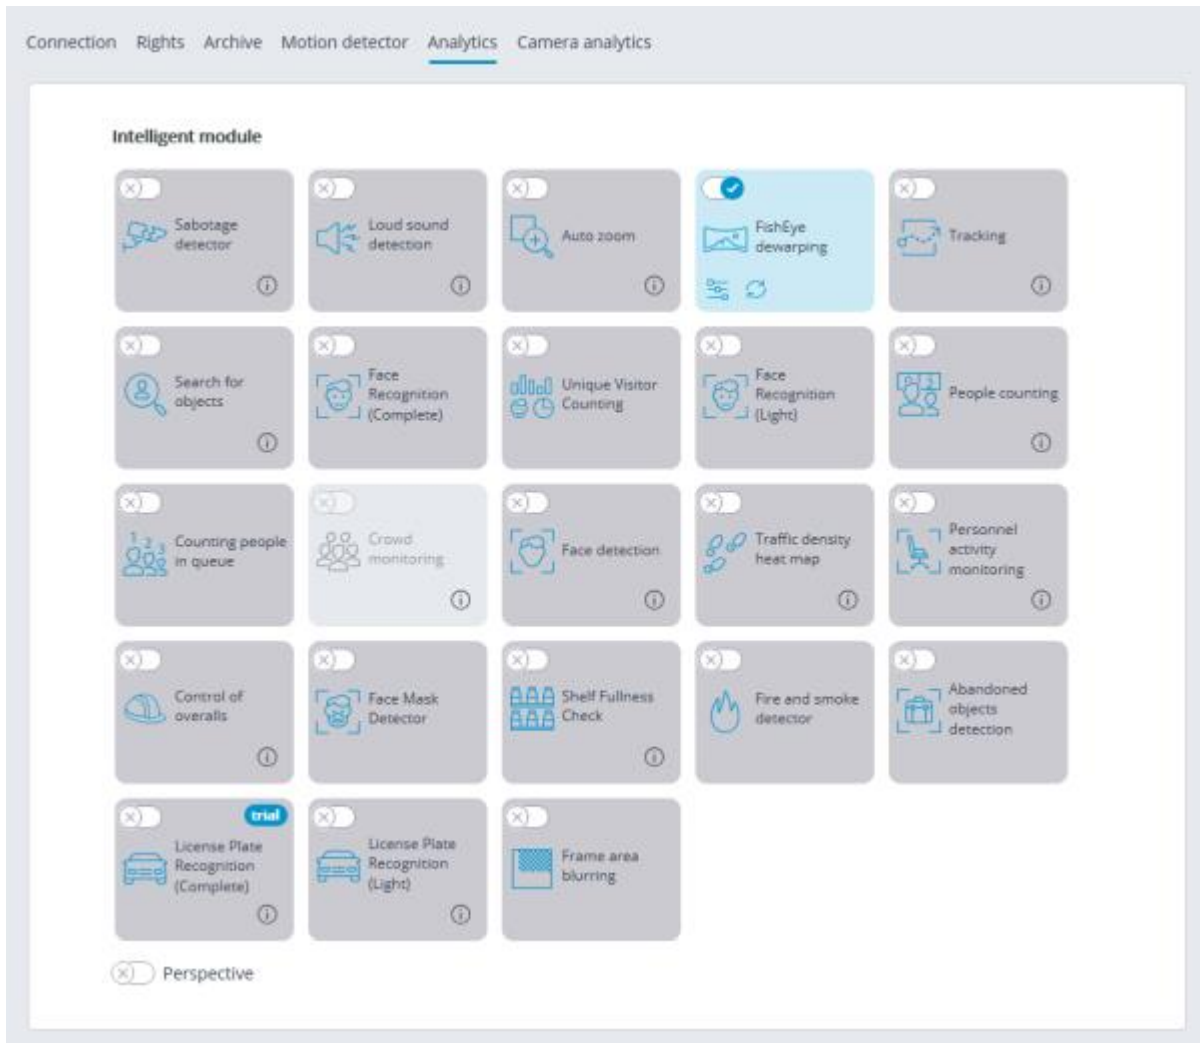 Connection Rights Archive Motion detector Analytics Camera analytics
Intelligent module
Sabotage
detector
Loud sound
detection
Auto zoom
FishEye
dewarping
Tracking
Search for
objects
Face
Recognition
(Complete)
Unique Visitor
Counting
Face
Recognition
(Light)
People counting
Counting people
in queue
Crowd
monitoring
Face detection
Traffic density
heat map
Personnel
activity
monitoring
Control of
overalls
Face Mask
Detector
Shelf Fullness
Check
Fire and smoke
detector
Abandoned
objects
detection
trial
License Plate
Recognition
(Complete)
License Plate
Recognition
(Light)
Frame area
blurring
Perspective